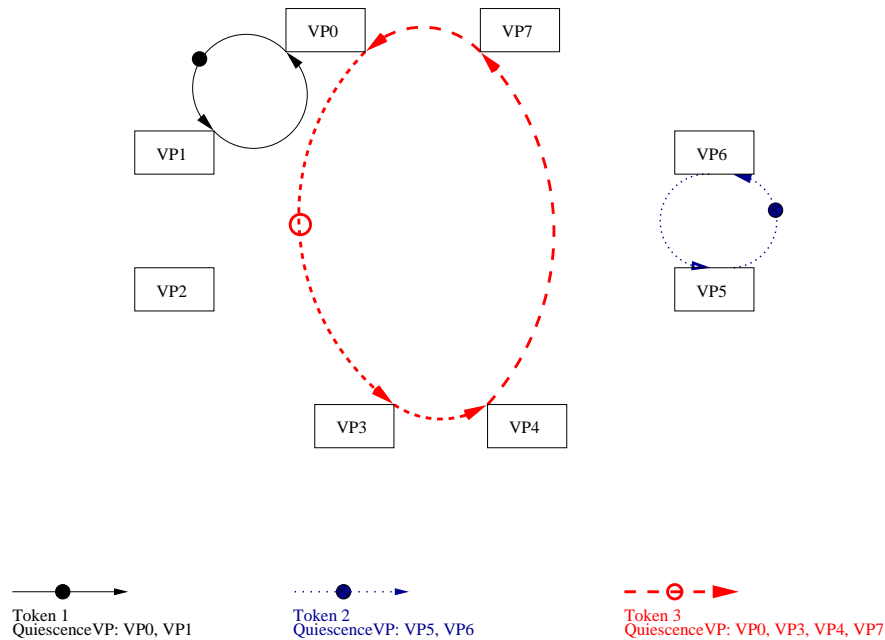 VP0
VP7
VP1
VP6
VP2
VP5
VP3
VP4
Token 1
QuiescenceVP: VP0, VP1
Token 2
QuiescenceVP: VP5, VP6
Token 3
QuiescenceVP: VP0, VP3, VP4, VP7